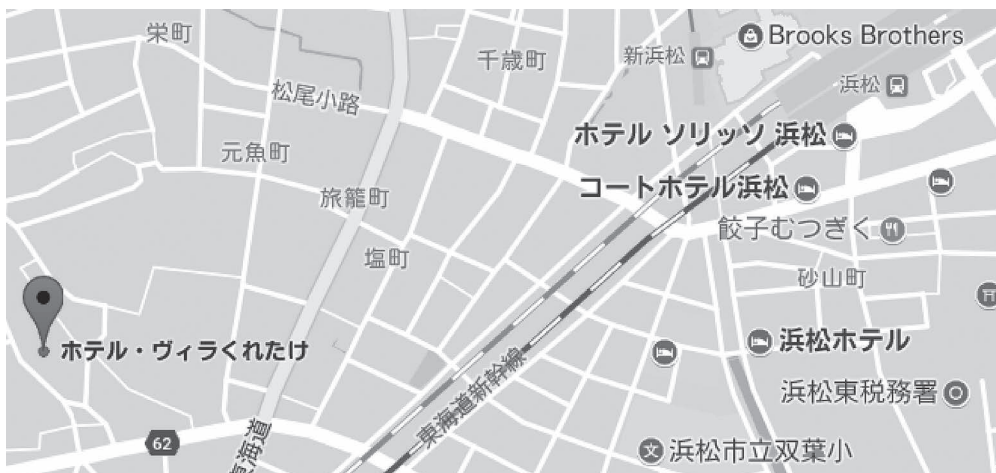 栄町
千歳町
新浜松
Brooks Brothers
浜松
松尾小路
ホテル ソリッソ 浜松
元魚町
旅籠町
コートホテル浜松
餃子むつぎく
塩町
砂山町
ホテル・ヴィラくれたけ
浜松ホテル
東海道新幹線
浜松東税務署
62
東海道
文 浜松市立双葉小